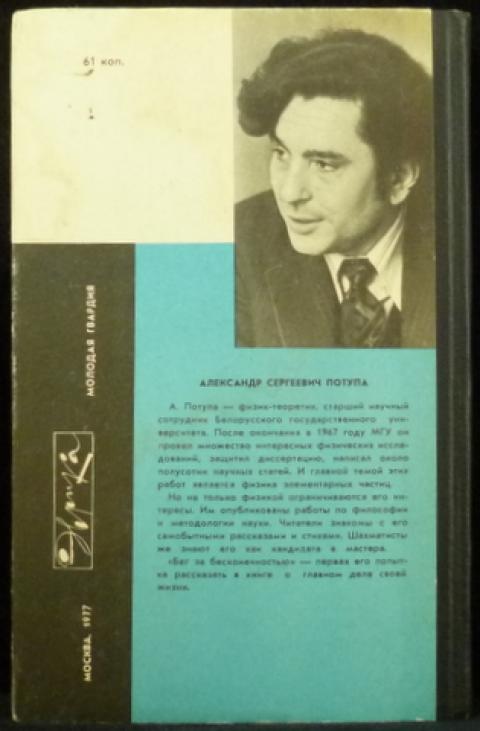 61 коп.
АЛЕКСАНДР СЕРГЕЕВИЧ ПОТУПА
А. Потупа — физик-теоретик, старший научный
сотрудник Белорусского государственного уни-
верситета. После окончания в 1967 году МГУ он
провел множество интересных физических иссле-
дований, защитил диссертацию, написал около
полусотни научных статей. И главной темой этих
работ является физика элементарных частиц.
Но не только физикой ограничиваются его ин-
тересы. Им опубликованы работы по философии
и методологии науки. Читатели знакомы с его
самобытными рассказами и стихами. Шахматисты
же знают его как кандидата в мастера.
«Бег за бесконечностью» — первая его попыт-
ка рассказать в книге о главном деле своей
жизни.
МОЛОДАЯ ГВАРДИЯ
Эврика
МОСКВА, 1977